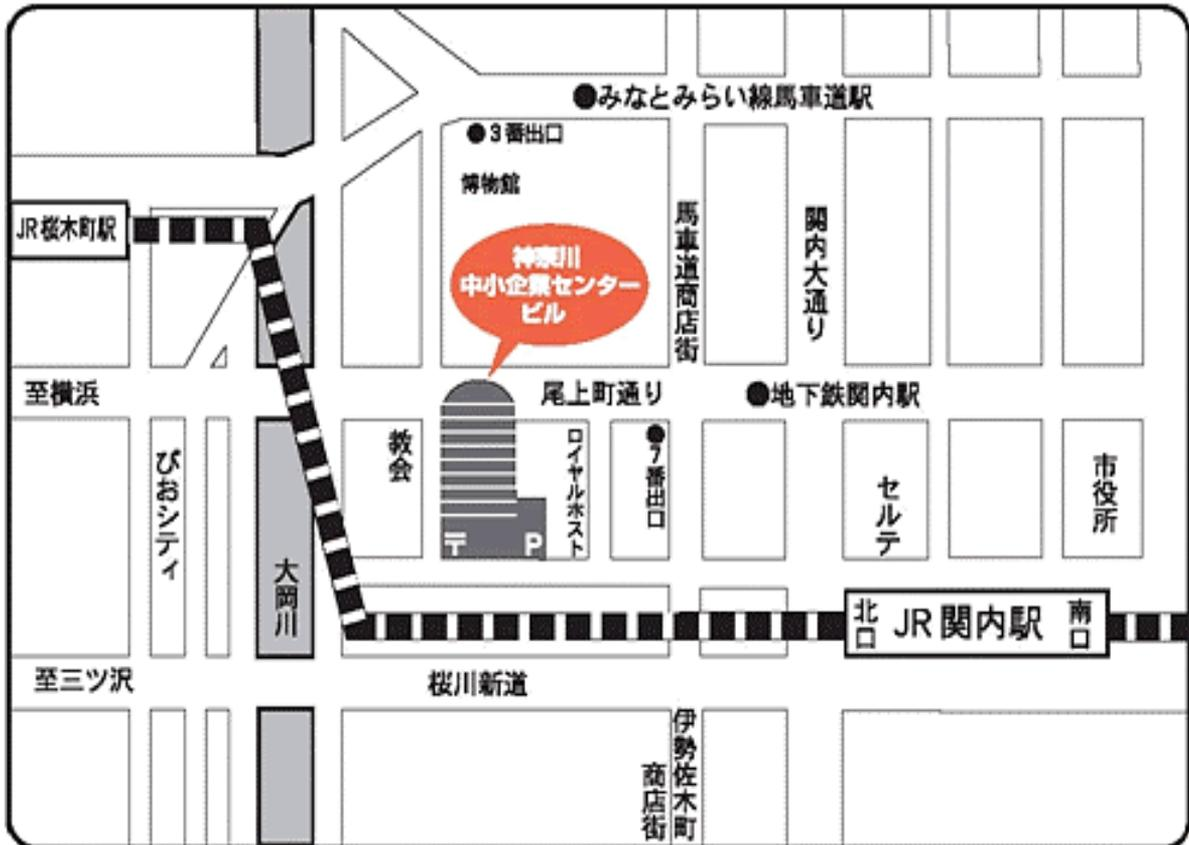 ●みなとみらい線馬車道駅
●3番出口
博物館
JR桜木町駅
神奈川
中小企業センター
ビル
馬車道商店街
関内大通り
至横浜
尾上町通り
●地下鉄関内駅
ぴおシティ
教会
ロイヤルホスト
●7番出口
セルテ
市役所
〒
P
大岡川
北口
JR関内駅
南口
至三ツ沢
桜川新道
伊勢佐木町
商店街